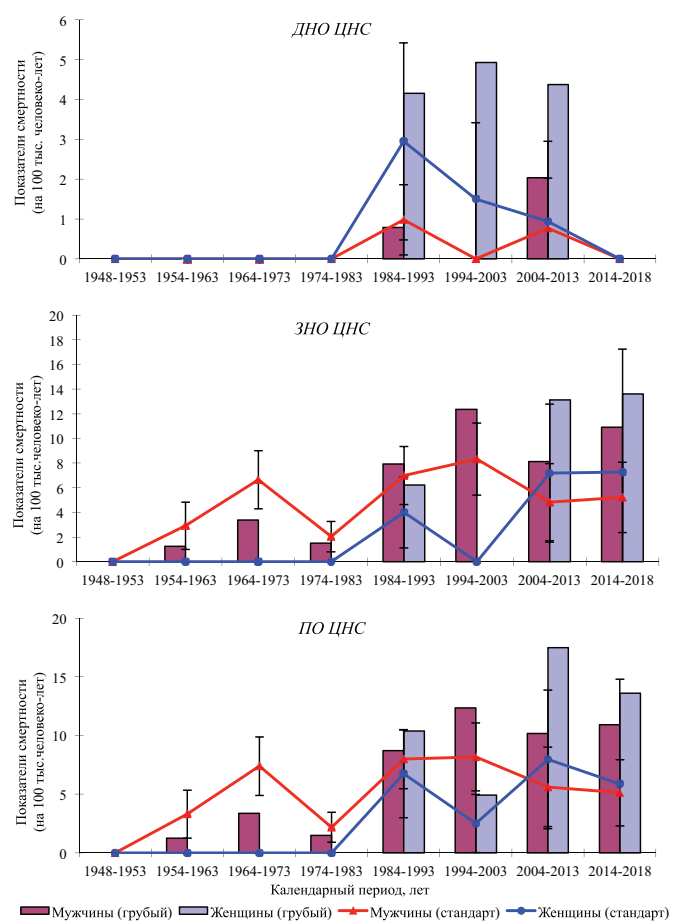 ДНО ЦНС
Показатели смертности
(на 100 тыс. человеко-лет)
6
5
4
3
2
1
0
1948-1953 1954-1963 1964-1973 1974-1983 1984-1993 1994-2003 2004-2013 2014-2018
ЗНО ЦНС
Показатели смертности
(на 100 тыс.человеко-лет)
20
18
16
14
12
10
8
6
4
2
0
1948-1953 1954-1963 1964-1973 1974-1983 1984-1993 1994-2003 2004-2013 2014-2018
ПО ЦНС
Показатели смертности
(на 100 тыс.человеко-лет)
20
15
10
5
0
1948-1953 1954-1963 1964-1973 1974-1983 1984-1993 1994-2003 2004-2013 2014-2018
Календарный период, лет
Мужчины (грубый) Женщины (грубый) Мужчины (стандарт) Женщины (стандарт)